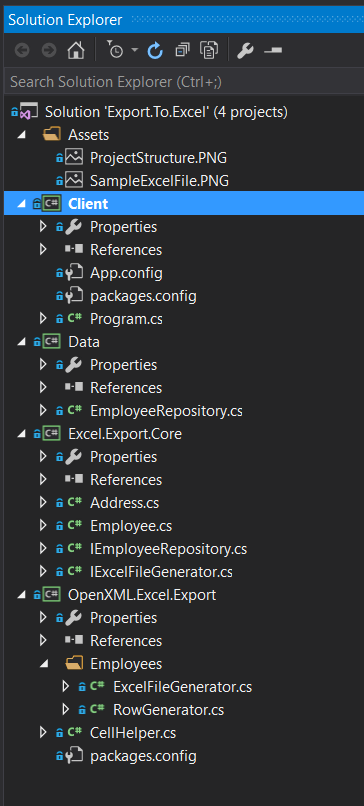 Solution Explorer
Search Solution Explorer (Ctrl+;)
Solution 'Export.To.Excel' (4 projects)
Assets
ProjectStructure.PNG
SampleExcelFile.PNG
C# Client
Properties
References
App.config
packages.config
C# Program.cs
C# Data
Properties
References
C# EmployeeRepository.cs
C# Excel.Export.Core
Properties
References
C# Address.cs
C# Employee.cs
C# IEmployeeRepository.cs
C# IExcelFileGenerator.cs
C# OpenXML.Excel.Export
Properties
References
Employees
C# ExcelFileGenerator.cs
C# RowGenerator.cs
C# CellHelper.cs
packages.config